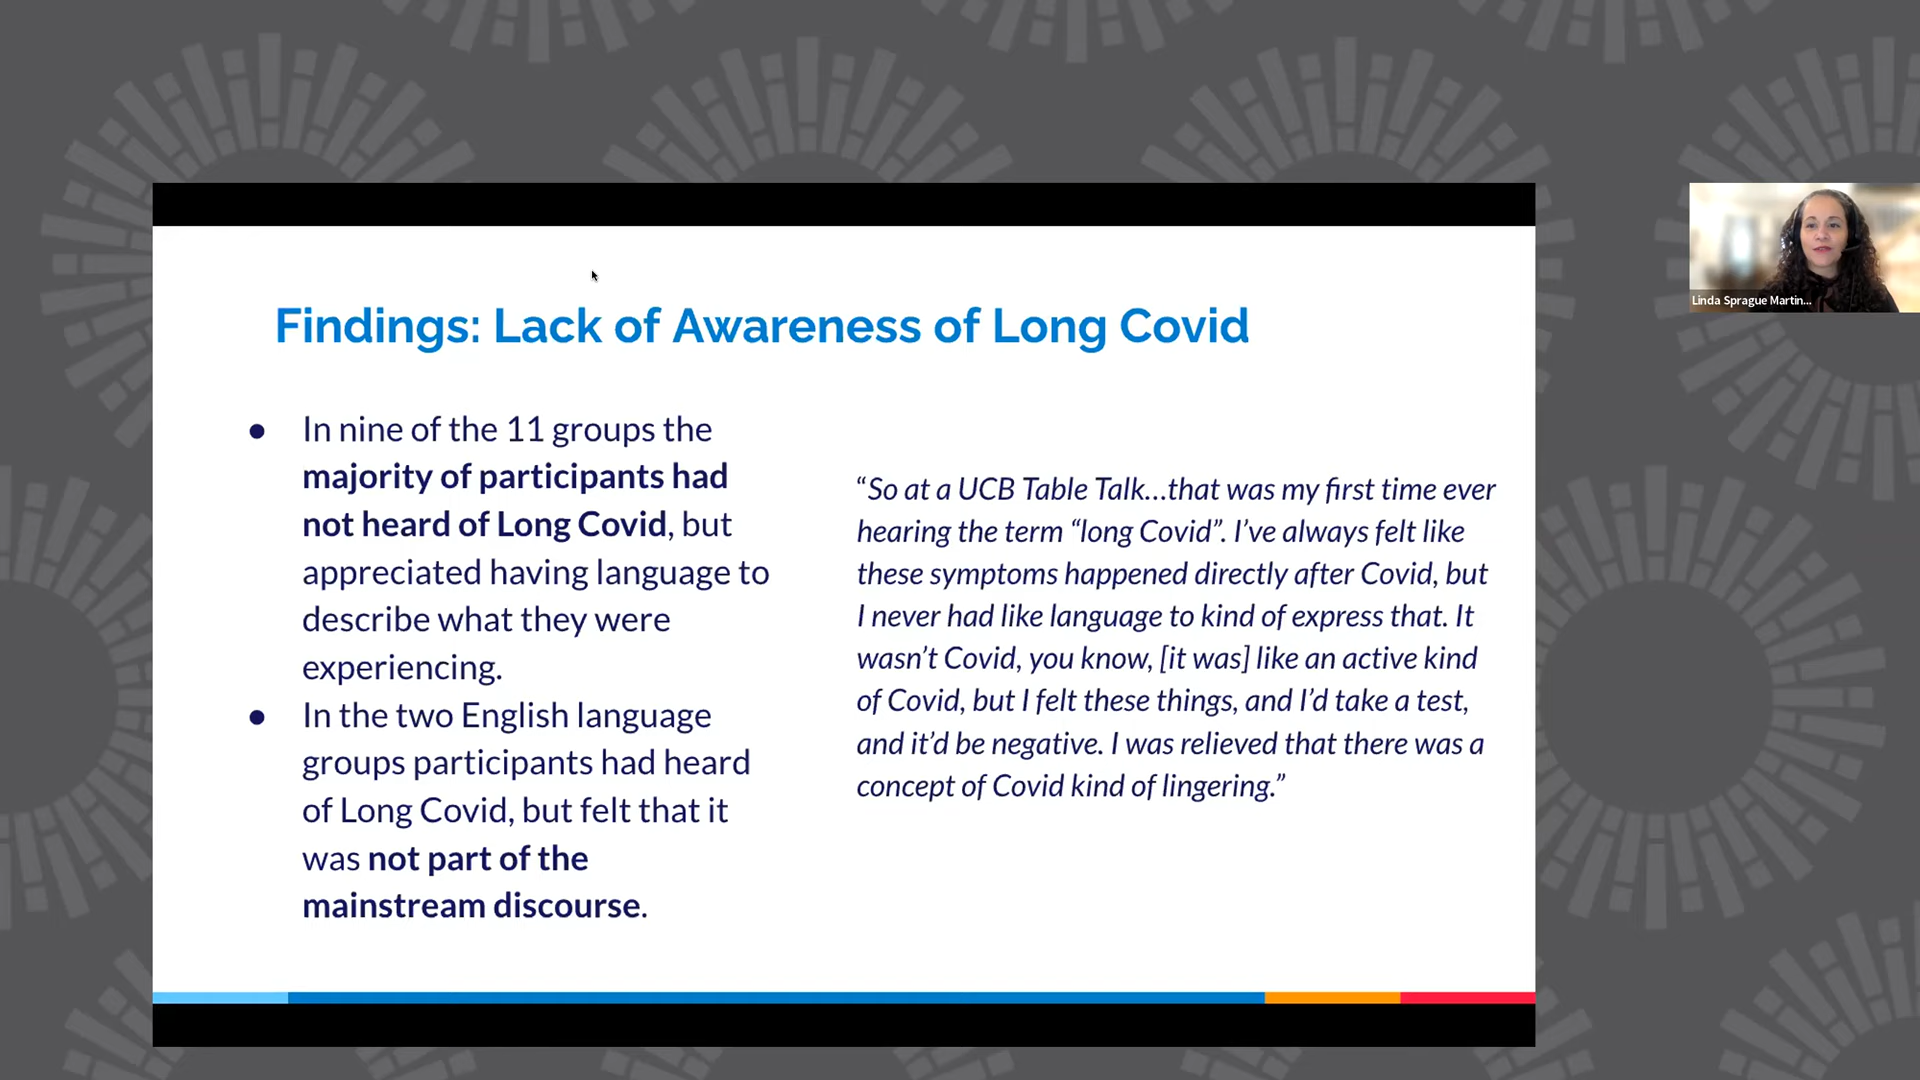 Findings: Lack of Awareness of Long Covid
● In nine of the 11 groups the
majority of participants had
not heard of Long Covid, but
appreciated having language to
describe what they were
experiencing.
● In the two English language
groups participants had heard
of Long Covid, but felt that it
was not part of the
mainstream discourse.
“So at a UCB Table Talk...that was my first time ever
hearing the term “long Covid”. I’ve always felt like
these symptoms happened directly after Covid, but
I never had like language to kind of express that. It
wasn’t Covid, you know, [it was] like an active kind
of Covid, but I felt these things, and I’d take a test,
and it’d be negative. I was relieved that there was a
concept of Covid kind of lingering.”
Linda Sprague Martin...